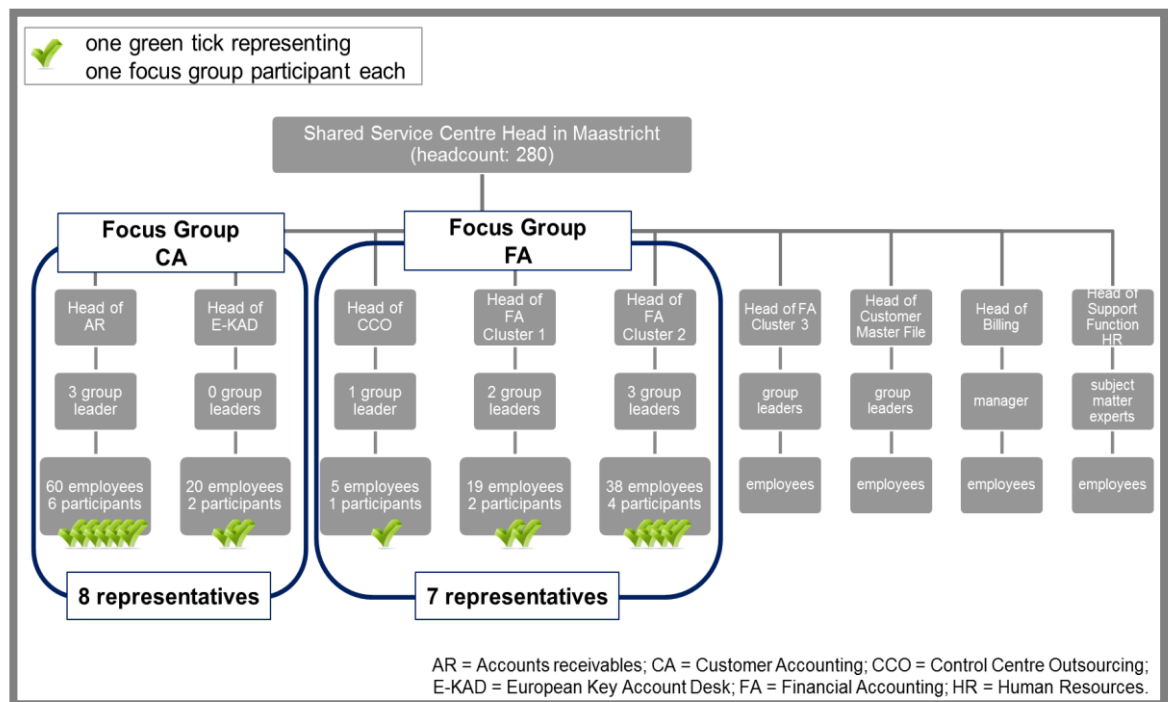 one green tick representing
one focus group participant each
Shared Service Centre Head in Maastricht
(headcount: 280)
Focus Group
CA
Focus Group
FA
Head of
AR
Head of
E-KAD
Head of
CCO
Head of
FA
Cluster 1
Head of
FA
Cluster 2
Head of FA
Cluster 3
Head of
Customer
Master File
Head of
Billing
Head of
Support
Function
HR
3 group
leader
0 group
leaders
1 group
leader
2 group
leaders
3 group
leaders
group
leaders
group
leaders
manager
subject
matter
experts
60 employees
6 participants
20 employees
2 participants
5 employees
1 participants
19 employees
2 participants
38 employees
4 participants
employees
employees
employees
employees
8 representatives
7 representatives
AR = Accounts receivables; CA = Customer Accounting; CCO = Control Centre Outsourcing;
E-KAD = European Key Account Desk; FA = Financial Accounting; HR = Human Resources.